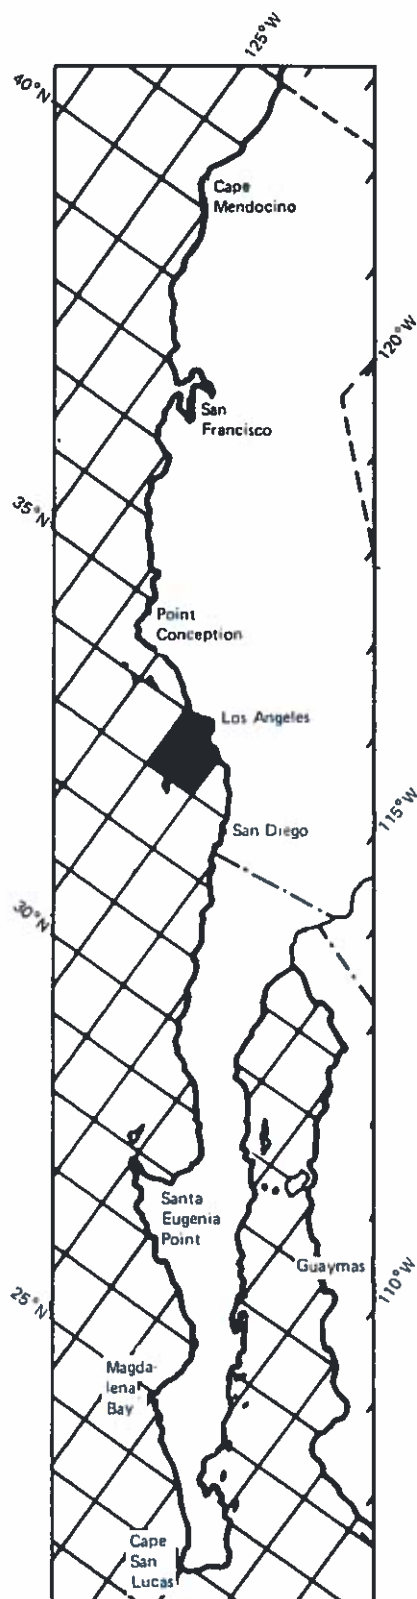 125°W
40°N
Cape
Mendocino
120°W
San
Francisco
35°N
Point
Conception
Los Angeles
115°W
San Diego
30°N
Santa
Eugenia
Point
Guaymas
110°W
25°N
Magda-
lena
Bay
Cape
San
Lucas